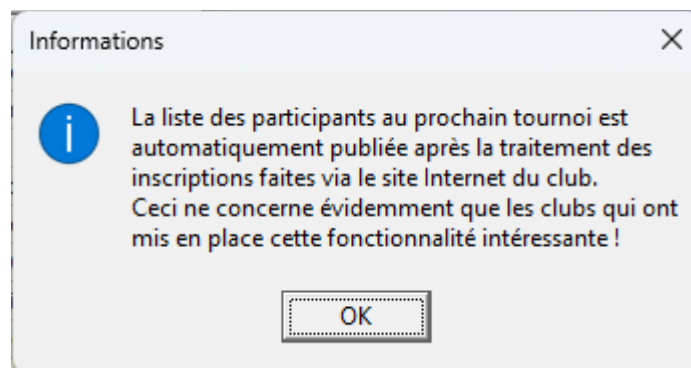 Informations
La liste des participants au prochain tournoi est
automatiquement publiée après la traitement des
inscriptions faites via le site Internet du club.
Ceci ne concerne évidemment que les clubs qui ont
mis en place cette fonctionnalité intéressante !
OK